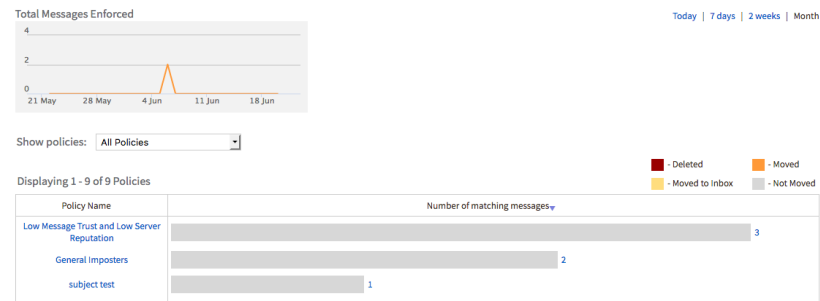 Total Messages Enforced
Today | 7 days | 2 weeks | Month
4
2
0
21 May 28 May 4 Jun 11 Jun 18 Jun
Show policies: All Policies
- Deleted - Moved
- Moved to Inbox - Not Moved
Displaying 1 - 9 of 9 Policies
Policy Name Number of matching messages
Low Message Trust and Low Server
Reputation
3
General Imposters 2
subject test 1